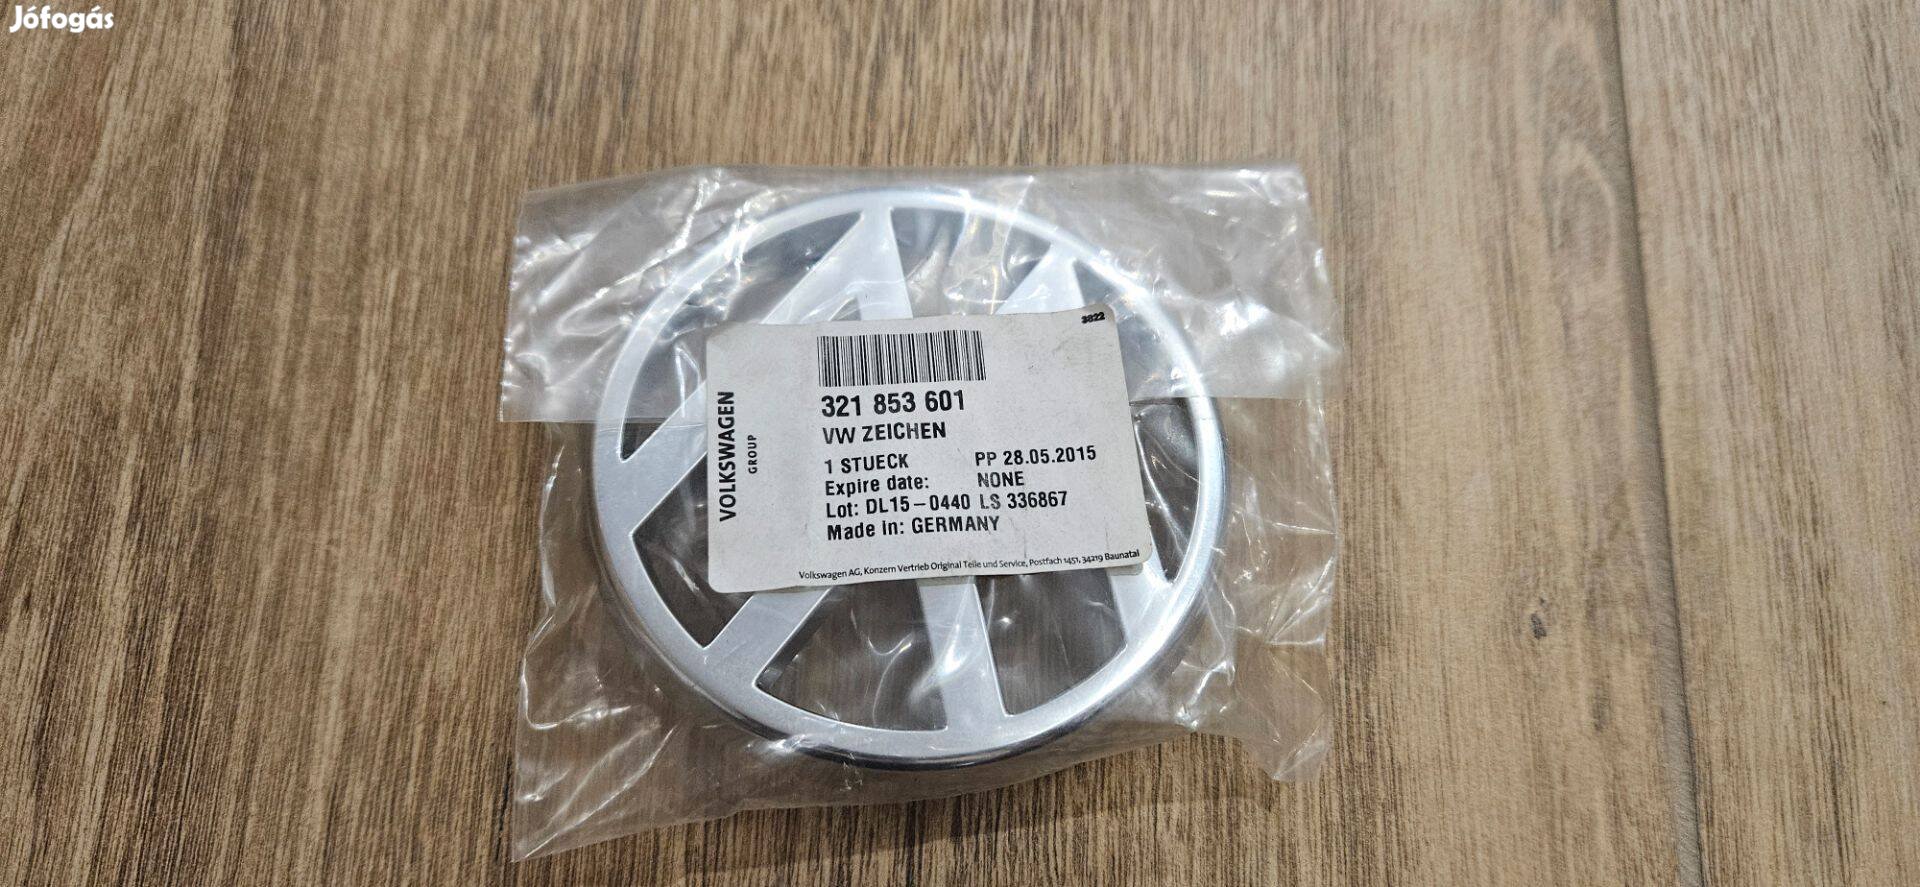 Jófogás
3822
VOLKSWAGEN
GROUP
321 853 601
VW ZEICHEN
1 STUECK PP 28.05.2015
Expire date: NONE
Lot: DL15-0440 LS 336867
Made in: GERMANY
Volkswagen AG, Konzern Vertrieb Original Teile und Service, Postfach 1451, 34219 Baunatal